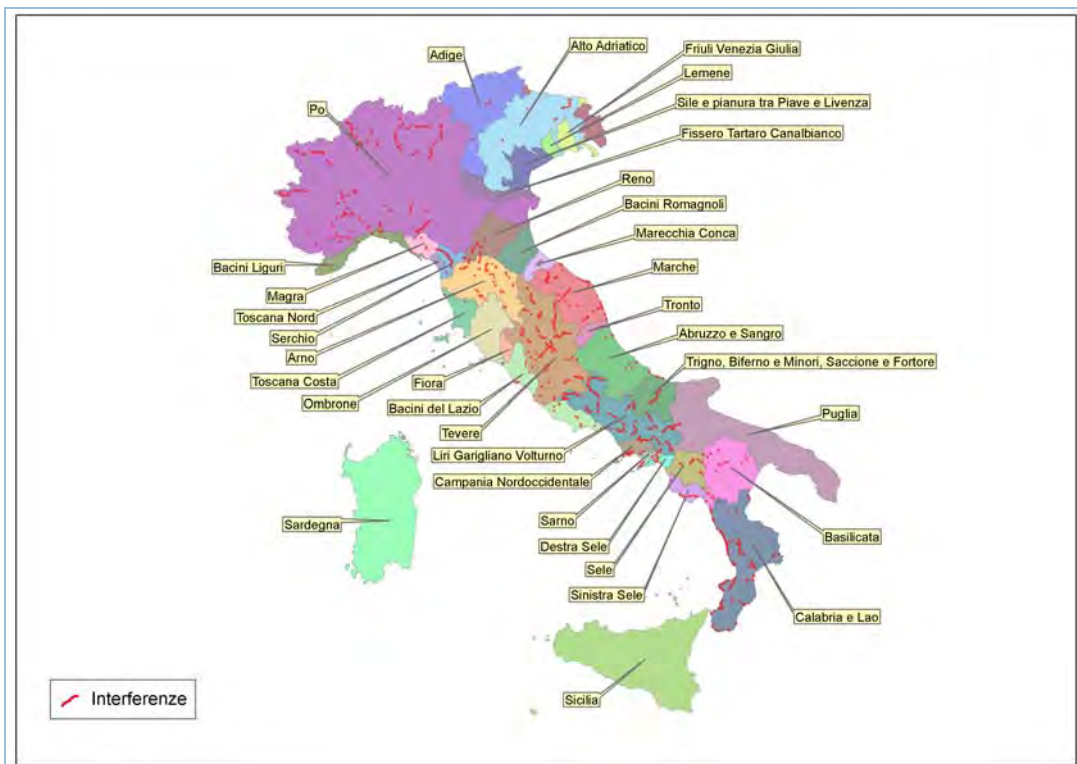 Adige
Alto Adriatico
Friuli Venezia Giulia
Lemene
Sile e pianura tra Piave e Livenza
Po
Fissero Tartaro Canalbianco
Reno
Bacini Romagnoli
Marecchia Conca
Bacini Liguri
Marche
Magra
Tronto
Toscana Nord
Abruzzo e Sangro
Serchio
Arno
Trigno, Biferno e Minori, Saccione e Fortore
Toscana Costa
Fiora
Ombrone
Bacini del Lazio
Puglia
Tevere
Liri Garigliano Volturno
Campania Nordoccidentale
Sardegna
Sarno
Basilicata
Destra Sele
Sele
Sinistra Sele
Calabria e Lao
Sicilia
Interferenze